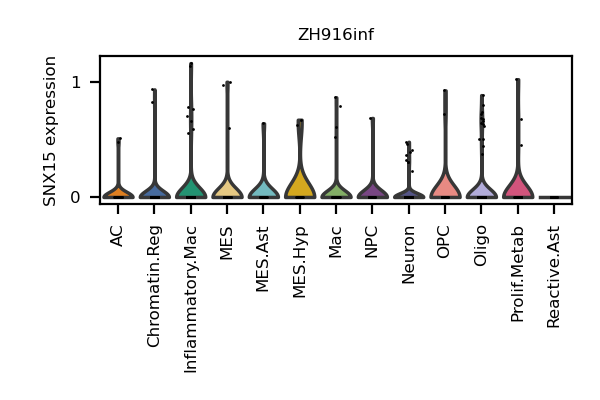 ZH916inf
SNX15 expression
1
0
AC
Chromatin.Reg
Inflammatory.Mac
MES
MES.Ast
MES.Hyp
Mac
NPC
Neuron
OPC
Oligo
Prolif.Metab
Reactive.Ast